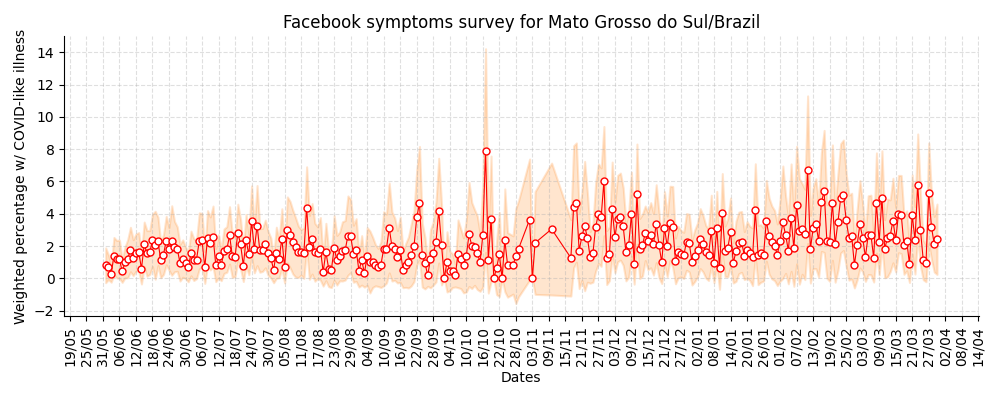 Facebook symptoms survey for Mato Grosso do Sul/Brazil
Weighted percentage w/ COVID-like illness
14
12
10
8
6
4
2
0
−2
19/05 25/05 31/05 06/06 12/06 18/06 24/06 30/06 06/07 12/07 18/07 24/07 30/07 05/08 11/08 17/08 23/08 29/08 04/09 10/09 16/09 22/09 28/09 04/10 10/10 16/10 22/10 28/10 03/11 09/11 15/11 21/11 27/11 03/12 09/12 15/12 21/12 27/12 02/01 08/01 14/01 20/01 26/01 01/02 07/02 13/02 19/02 25/02 03/03 09/03 15/03 21/03 27/03 02/04 08/04 14/04
Dates